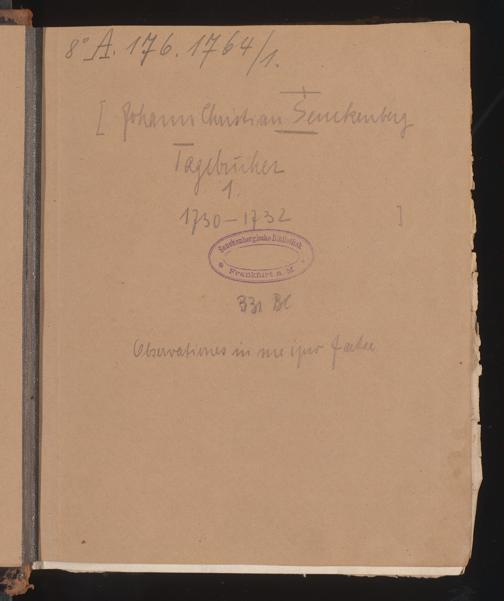 8° A. 176. 1764/1.
[ Johann Christian Senckenberg
Tagebücher
1.
1730–1732 ]
Senckenbergische Bibliothek
Frankfurt a. M
331 Bl
Observationes in me ipso factae